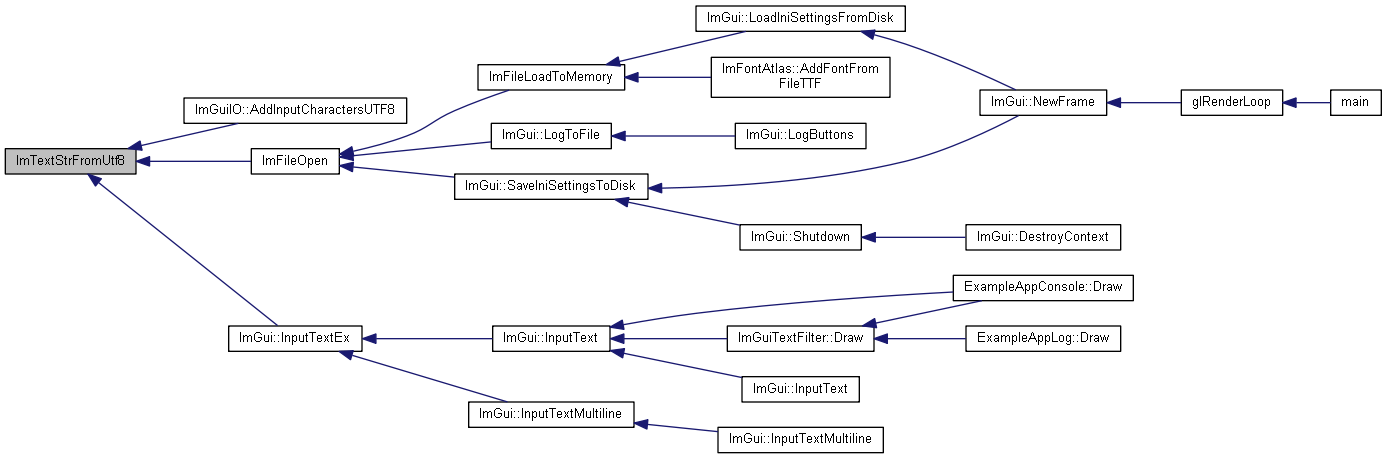 ImGui::LoadIniSettingsFromDisk
ImFileLoadToMemory
ImFontAtlas::AddFontFrom
FileTTF
ImGui::NewFrame
glRenderLoop
main
ImGuiIO::AddInputCharactersUTF8
ImTextStrFromUtf8
ImFileOpen
ImGui::LogToFile
ImGui::LogButtons
ImGui::SaveIniSettingsToDisk
ImGui::Shutdown
ImGui::DestroyContext
ImGui::InputTextEx
ImGui::InputText
ExampleAppConsole::Draw
ImGuiTextFilter::Draw
ExampleAppLog::Draw
ImGui::InputText
ImGui::InputTextMultiline
ImGui::InputTextMultiline